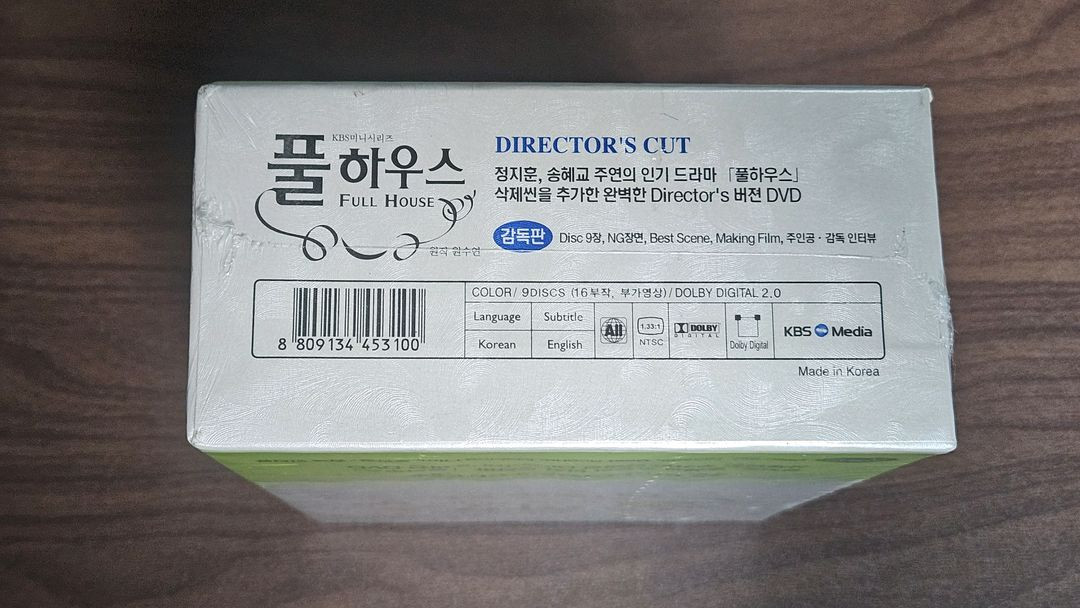 KBS미니시리즈
풀하우스
FULL HOUSE
원작 원수연
DIRECTOR'S CUT
정지훈, 송혜교 주연의 인기 드라마 「풀하우스」
삭제씬을 추가한 완벽한 Director's 버젼 DVD
감독판 Disc 9장, NG장면, Best Scene, Making Film, 주인공 · 감독 인터뷰
8 809134 453100
COLOR/ 9DISCS (16부작, 부가영상)/ DOLBY DIGITAL 2.0
Language Subtitle
Korean English
All
1.33:1
NTSC
DOLBY
DIGITAL
Dolby Digital
KBS Media
Made in Korea